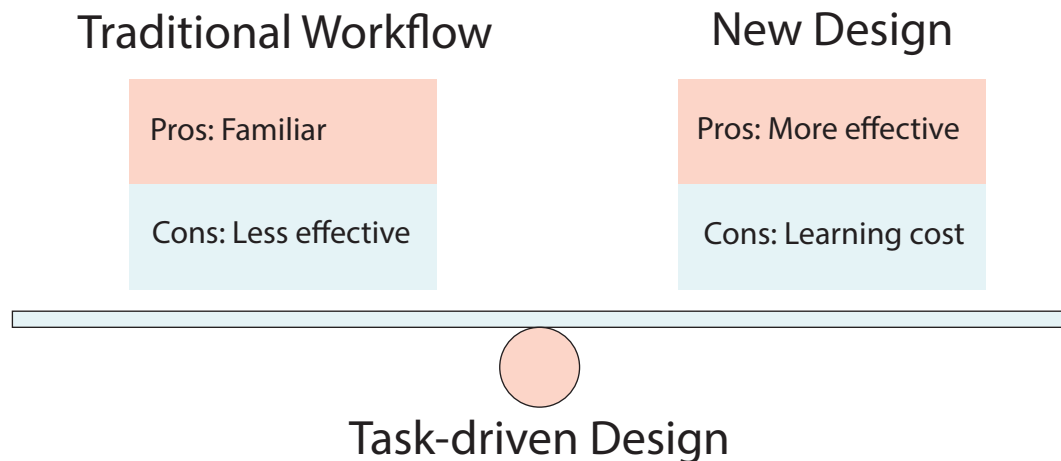 Traditional Workflow
New Design
Pros: Familiar
Pros: More effective
Cons: Less effective
Cons: Learning cost
Task-driven Design